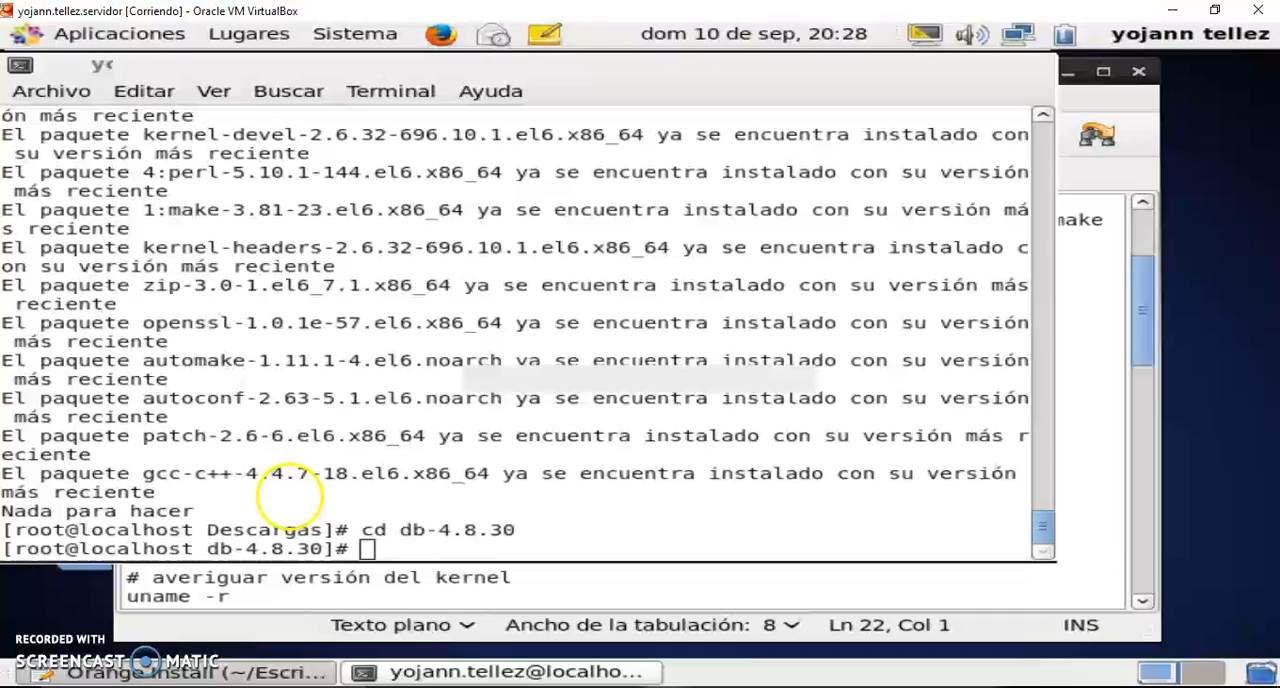 yojann.tellez.servidor [Corriendo] - Oracle VM VirtualBox
Aplicaciones Lugares Sistema dom 10 de sep, 20:28 yojann tellez
Archivo Editar Ver Buscar Terminal Ayuda
ón más reciente
El paquete kernel-devel-2.6.32-696.10.1.el6.x86_64 ya se encuentra instalado con
su versión más reciente
El paquete 4:perl-5.10.1-144.el6.x86_64 ya se encuentra instalado con su versión
más reciente
El paquete 1:make-3.81-23.el6.x86_64 ya se encuentra instalado con su versión má
s reciente
El paquete kernel-headers-2.6.32-696.10.1.el6.x86_64 ya se encuentra instalado c
on su versión más reciente
El paquete zip-3.0-1.el6_7.1.x86_64 ya se encuentra instalado con su versión más
reciente
El paquete openssl-1.0.1e-57.el6.x86_64 ya se encuentra instalado con su versión
más reciente
El paquete automake-1.11.1-4.el6.noarch ya se encuentra instalado con su versión
más reciente
El paquete autoconf-2.63-5.1.el6.noarch ya se encuentra instalado con su versión
más reciente
El paquete patch-2.6-6.el6.x86_64 ya se encuentra instalado con su versión más r
eciente
El paquete gcc-c++-4.4.7-18.el6.x86_64 ya se encuentra instalado con su versión
más reciente
Nada para hacer
[root@localhost Descargas]# cd db-4.8.30
[root@localhost db-4.8.30]#
make
# averiguar versión del kernel
uname -r
Texto plano Ancho de la tabulación: 8 Ln 22, Col 1 INS
RECORDED WITH
SCREENCAST MATIC
Orange Install (~/Escri... yojann.tellez@localho...